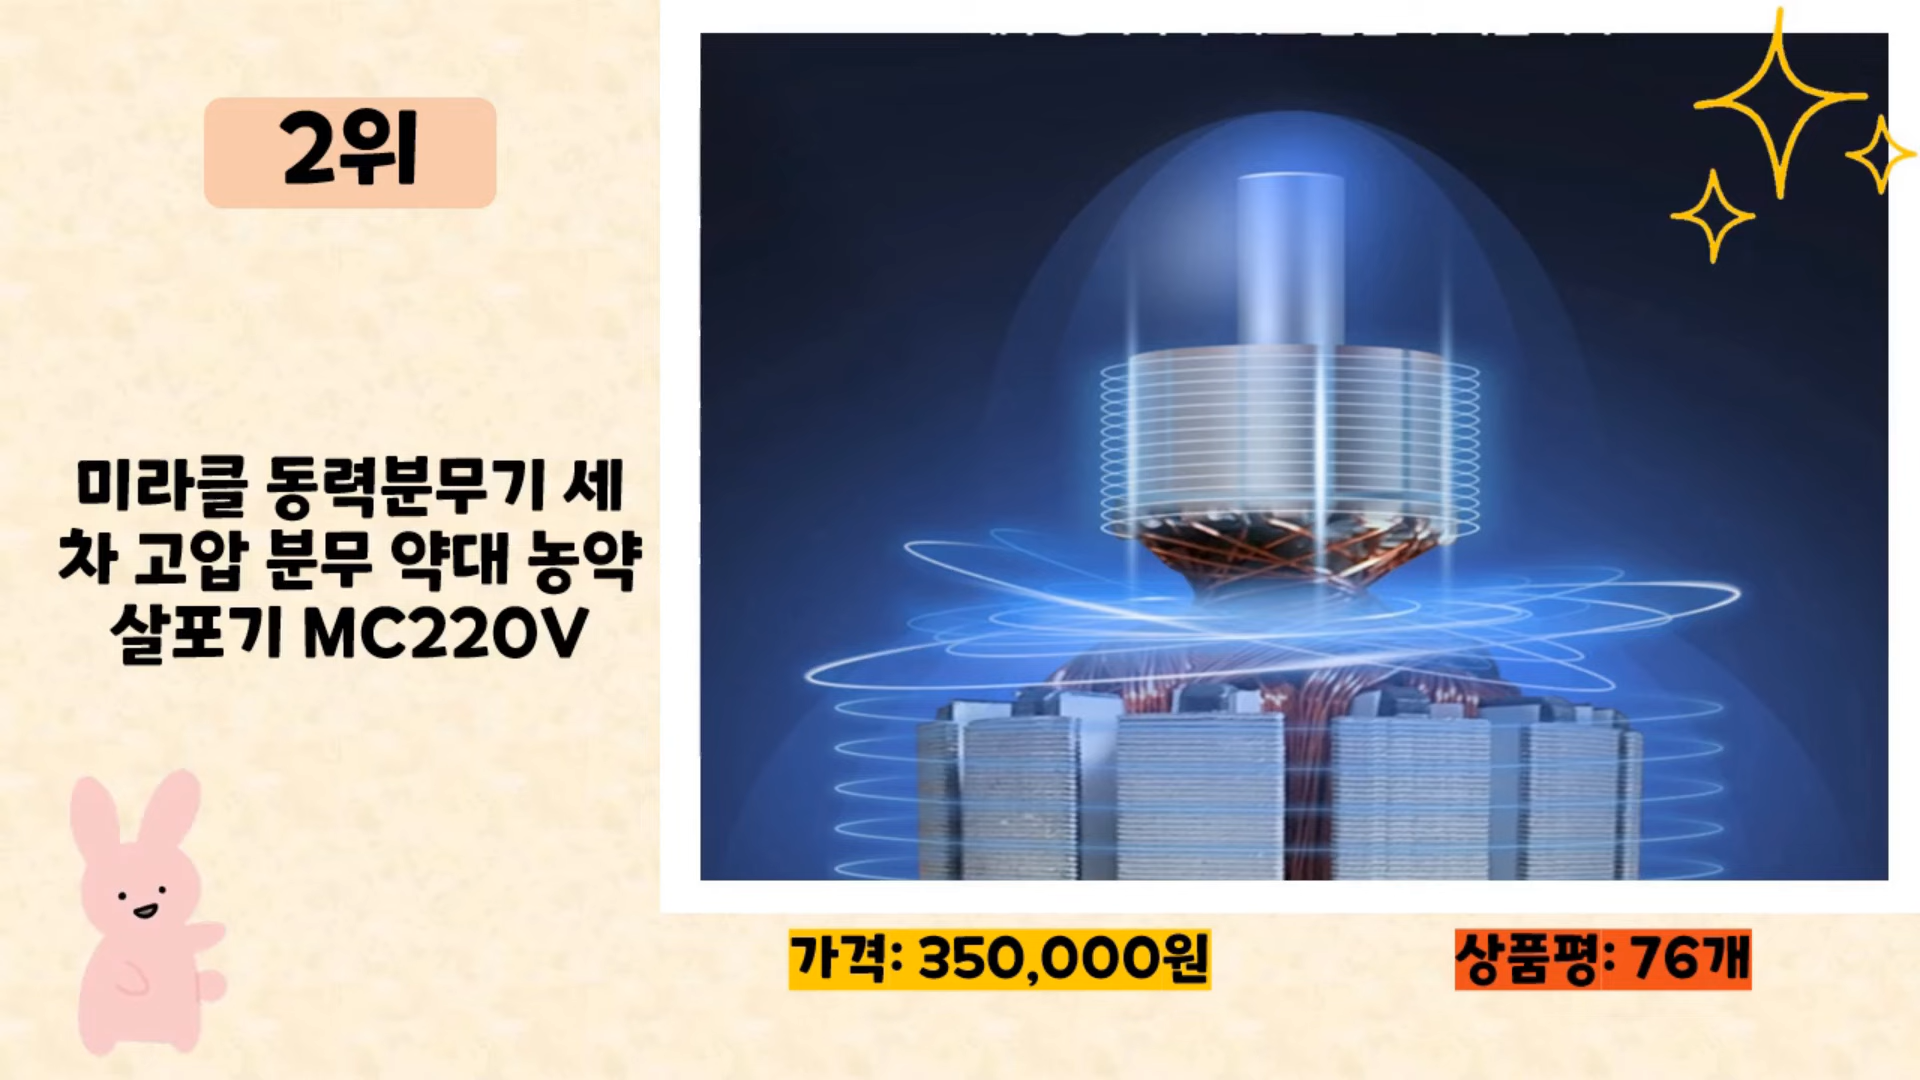 2위
미라클 동력분무기 세
차 고압 분무 약대 농약
살포기 MC220V
가격: 350,000원
상품평: 76개